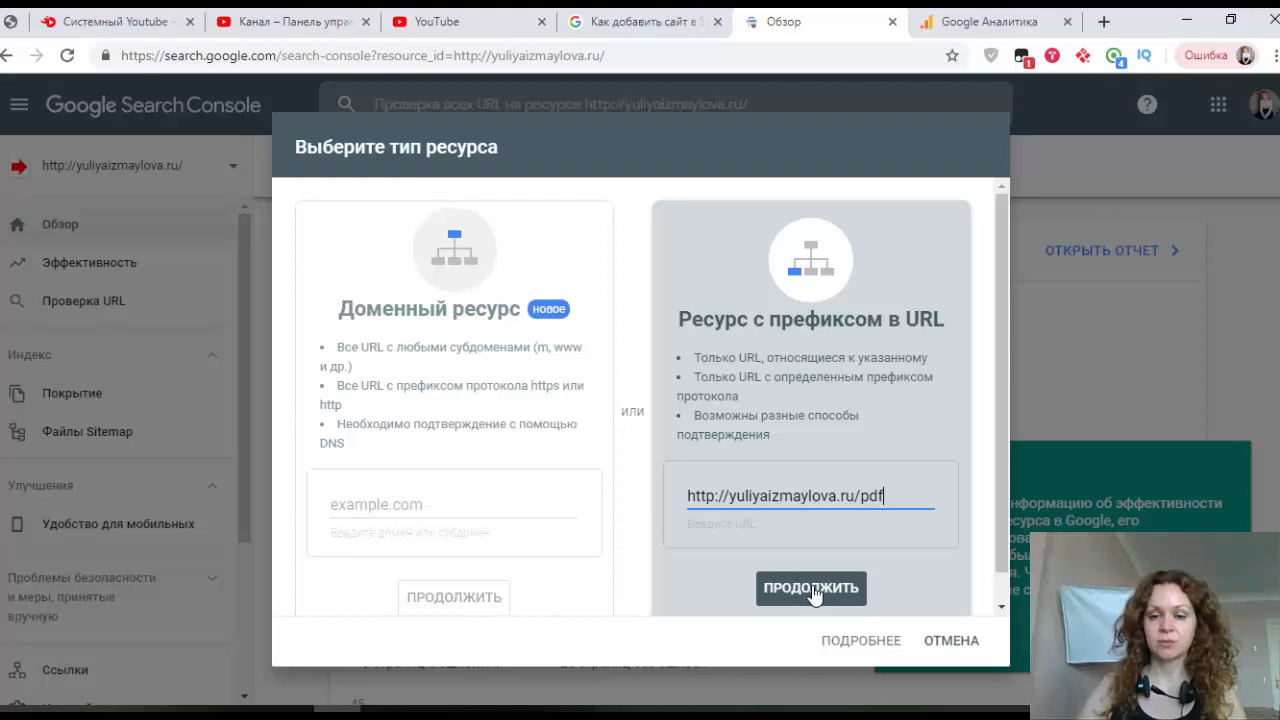 Системный Youtube -
Канал – Панель упра
YouTube
Как добавить сайт в S
Обзор
Google Аналитика
https://search.google.com/search-console?resource_id=http://yuliyaizmaylova.ru/
1
4
IQ
Ошибка
Google Search Console
Проверка всех URL на ресурсе http://yuliyaizmaylova.ru/
http://yuliyaizmaylova.ru/
Обзор
Эффективность
Проверка URL
Индекс
Покрытие
Файлы Sitemap
Улучшения
Удобство для мобильных
Проблемы безопасности
и меры, принятые
вручную
Ссылки
Выберите тип ресурса
Доменный ресурс новое
• Все URL с любыми субдоменами (m, www
и др.)
• Все URL с префиксом протокола https или
http
• Необходимо подтверждение с помощью
DNS
example.com
Введите домен или субдомен
ПРОДОЛЖИТЬ
ИЛИ
Ресурс с префиксом в URL
• Только URL, относящиеся к указанному
• Только URL с определенным префиксом
протокола
• Возможны разные способы
подтверждения
http://yuliyaizmaylova.ru/pdf
Введите URL
ПРОДОЛЖИТЬ
ПОДРОБНЕЕ
ОТМЕНА
ОТКРЫТЬ ОТЧЕТ
нформацию об эффективности
есурса в Google, его
45